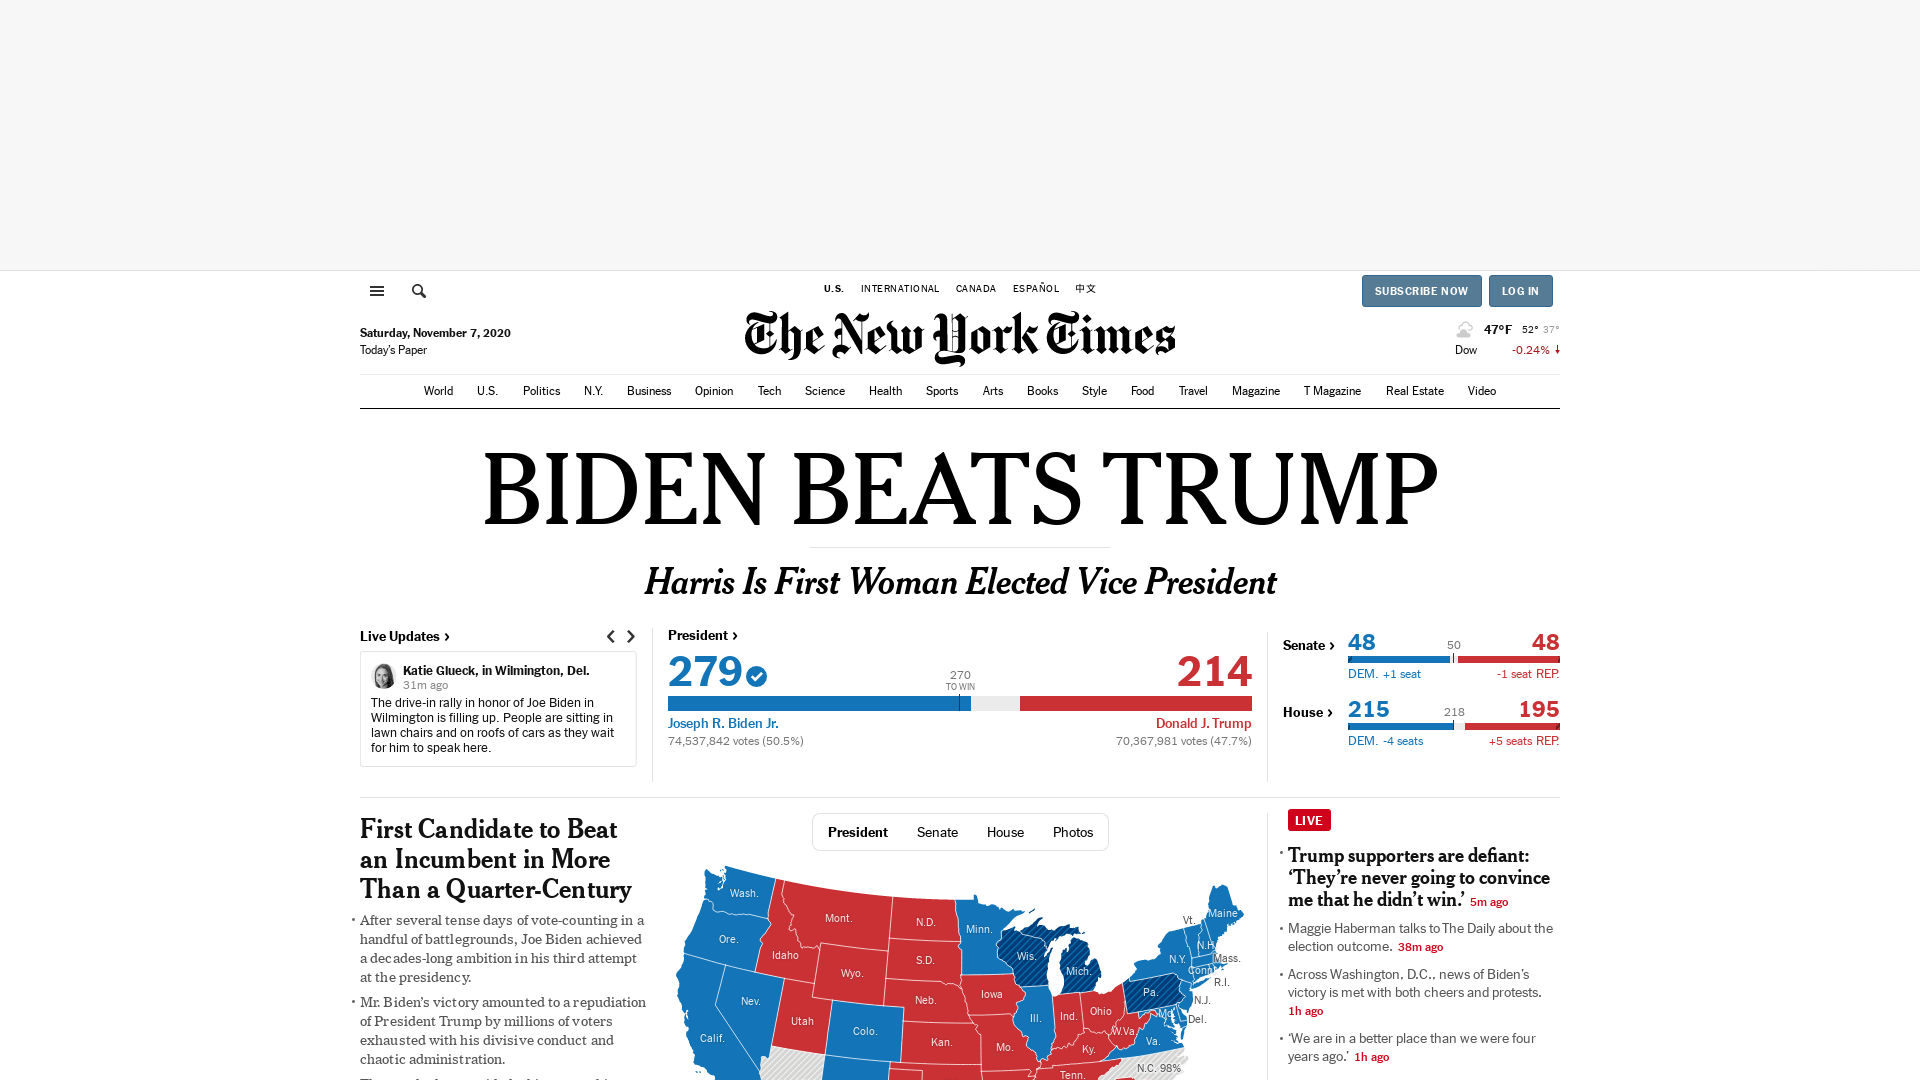 U.S. INTERNATIONAL CANADA ESPAÑOL 中文
SUBSCRIBE NOW LOG IN
Saturday, November 7, 2020
Today's Paper
The New York Times
47°F 52° 37°
Dow -0.24%
World U.S. Politics N.Y. Business Opinion Tech Science Health Sports Arts Books Style Food Travel Magazine T Magazine Real Estate Video
BIDEN BEATS TRUMP
Harris Is First Woman Elected Vice President
Live Updates
Katie Glueck, in Wilmington, Del.
31m ago
The drive-in rally in honor of Joe Biden in
Wilmington is filling up. People are sitting in
lawn chairs and on roofs of cars as they wait
for him to speak here.
President
279 270 214
TO WIN
Joseph R. Biden Jr. Donald J. Trump
74,537,842 votes (50.5%) 70,367,981 votes (47.7%)
Senate 48 50 48
DEM. +1 seat -1 seat REP.
House 215 218 195
DEM. -4 seats +5 seats REP.
First Candidate to Beat
an Incumbent in More
Than a Quarter-Century
• After several tense days of vote-counting in a
handful of battlegrounds, Joe Biden achieved
a decades-long ambition in his third attempt
at the presidency.
• Mr. Biden's victory amounted to a repudiation
of President Trump by millions of voters
exhausted with his divisive conduct and
chaotic administration.
President Senate House Photos
Wash.
Mont.
N.D.
Minn.
Vt.
Maine
Ore.
Idaho
S.D.
Wis.
N.H.
N.Y.
Mass.
Wyo.
Mich.
Conn.
R.I.
Nev.
Neb.
Iowa
Pa.
N.J.
Utah
Colo.
Ill.
Ind.
Ohio
Md.
Del.
Calif.
Kan.
Mo.
W.Va.
Ky.
Va.
Tenn.
N.C. 98%
LIVE
• Trump supporters are defiant:
‘They’re never going to convince
me that he didn’t win.’ 5m ago
• Maggie Haberman talks to The Daily about the
election outcome. 38m ago
• Across Washington, D.C., news of Biden’s
victory is met with both cheers and protests.
1h ago
• ‘We are in a better place than we were four
years ago.’ 1h ago